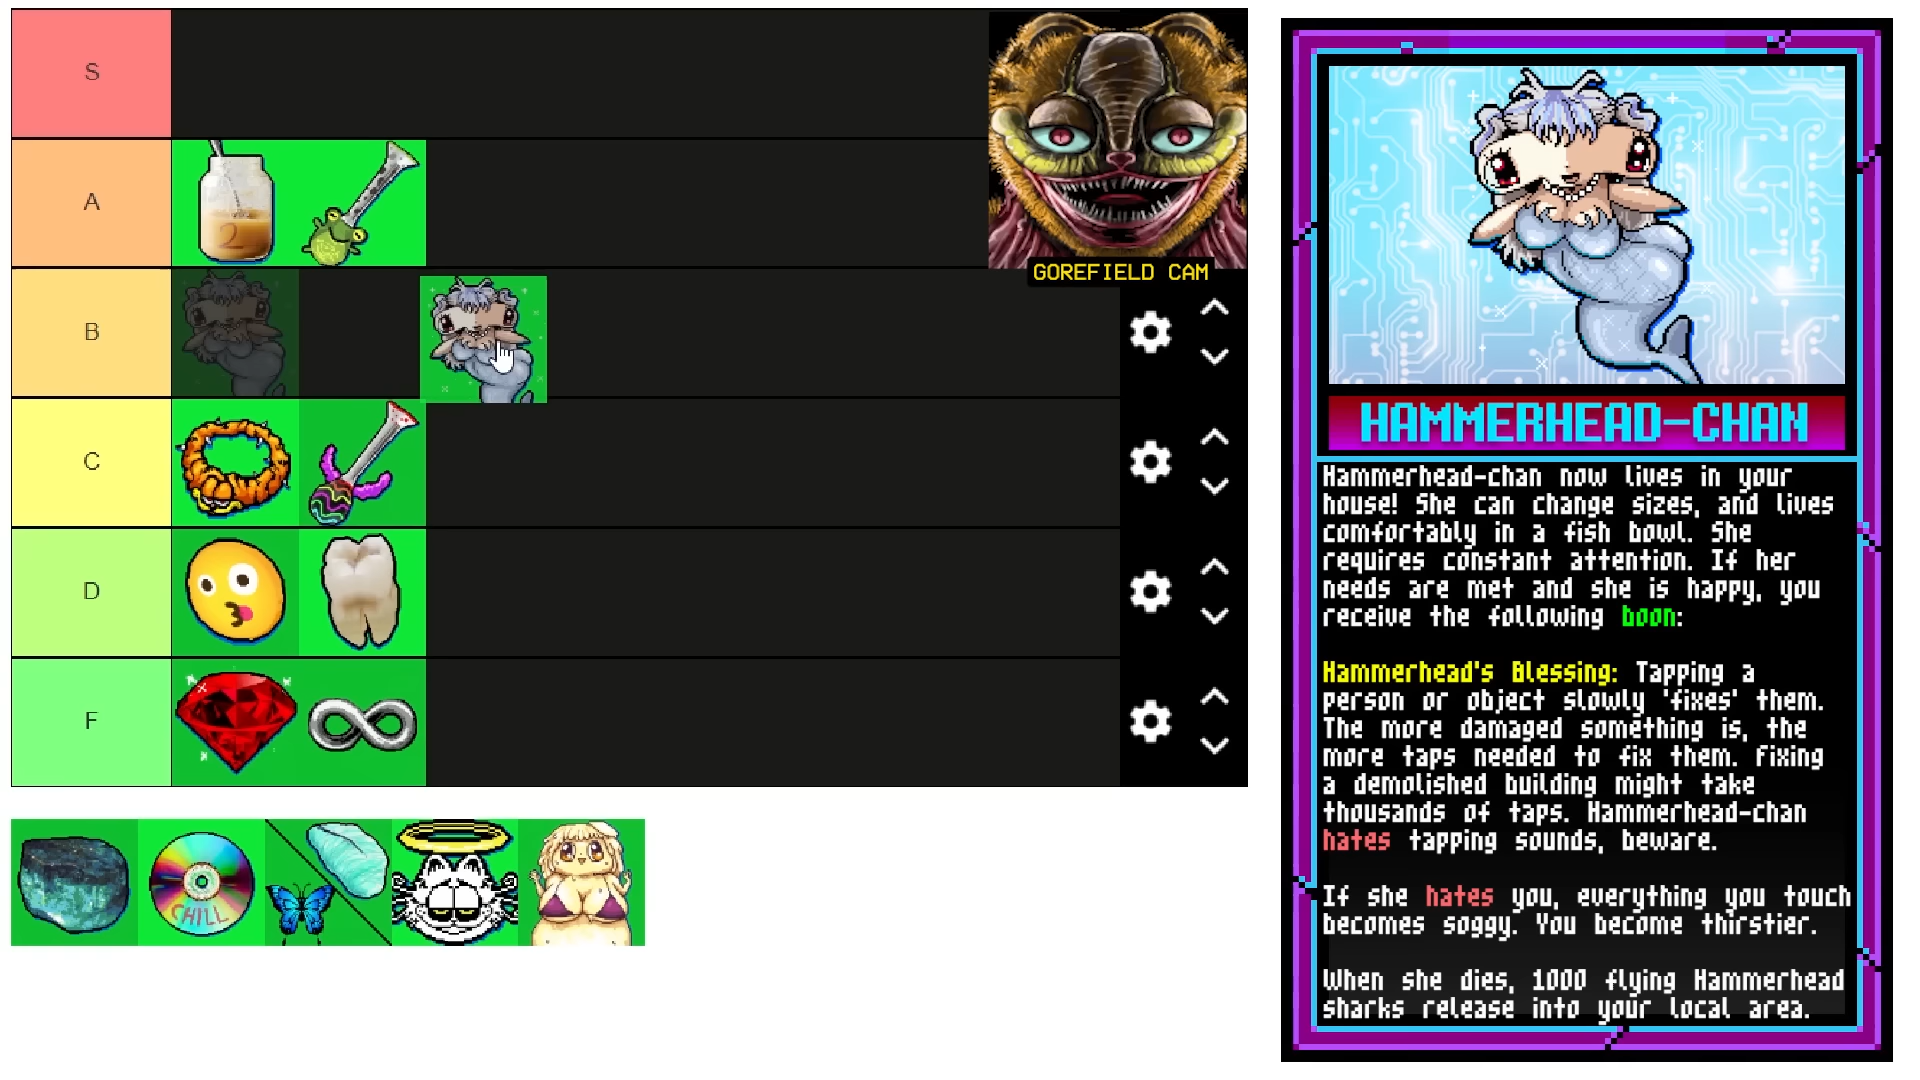 S
A
2
GOREFIELD CAM
B
C
D
F
CHILL
HAMMERHEAD-CHAN
Hammerhead-chan now lives in your
house! She can change sizes, and lives
comfortably in a fish bowl. She
requires constant attention. If her
needs are met and she is happy, you
receive the following boon:
Hammerhead's Blessing: Tapping a
person or object slowly 'fixes' them.
The more damaged something is, the
more taps needed to fix them. Fixing
a demolished building might take
thousands of taps. Hammerhead-chan
hates tapping sounds, beware.
If she hates you, everything you touch
becomes soggy. You become thirstier.
When she dies, 1000 flying Hammerhead
sharks release into your local area.